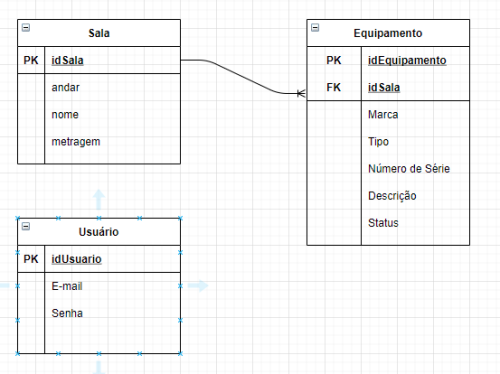 Sala
PK idSala
andar
nome
metragem
Equipamento
PK idEquipamento
FK idSala
Marca
Tipo
Número de Série
Descrição
Status
Usuário
PK idUsuario
E-mail
Senha